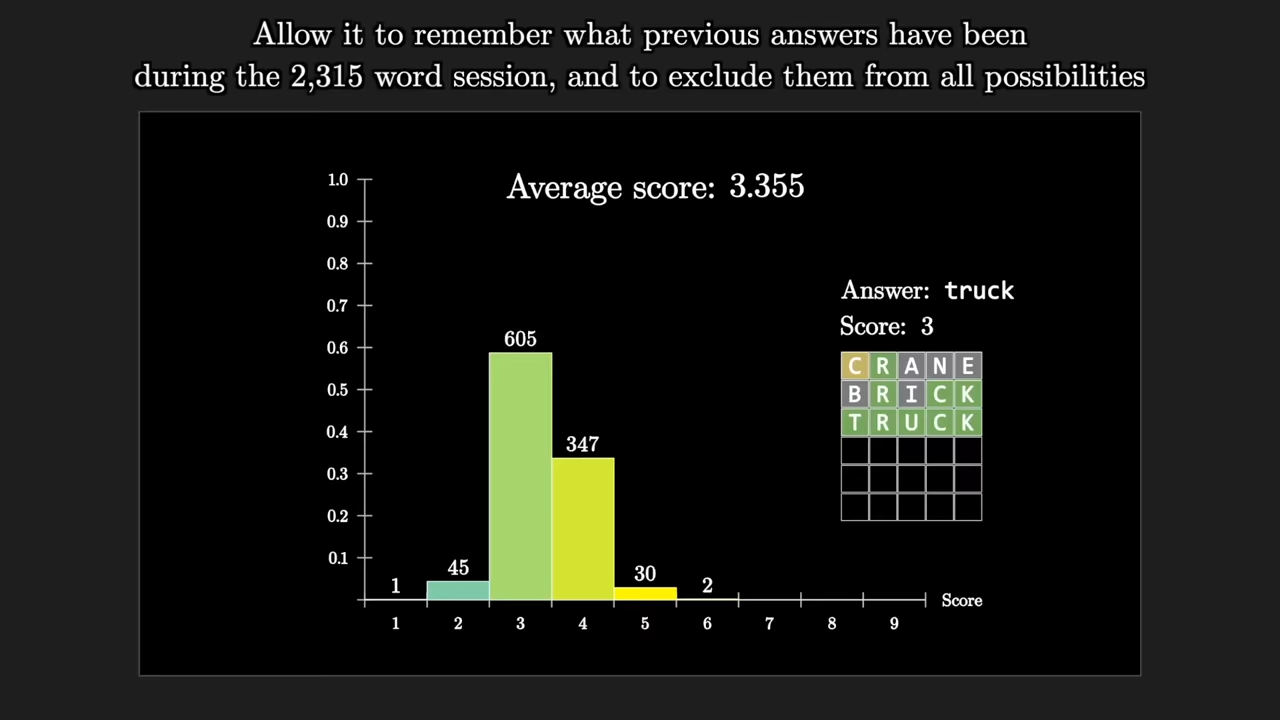 Allow it to remember what previous answers have been
during the 2,315 word session, and to exclude them from all possibilities
Average score: 3.355
1.0
0.9
0.8
0.7
0.6
0.5
0.4
0.3
0.2
0.1
1
45
605
347
30
2
1 2 3 4 5 6 7 8 9
Score
Answer: truck
Score: 3
C R A N E
B R I C K
T R U C K